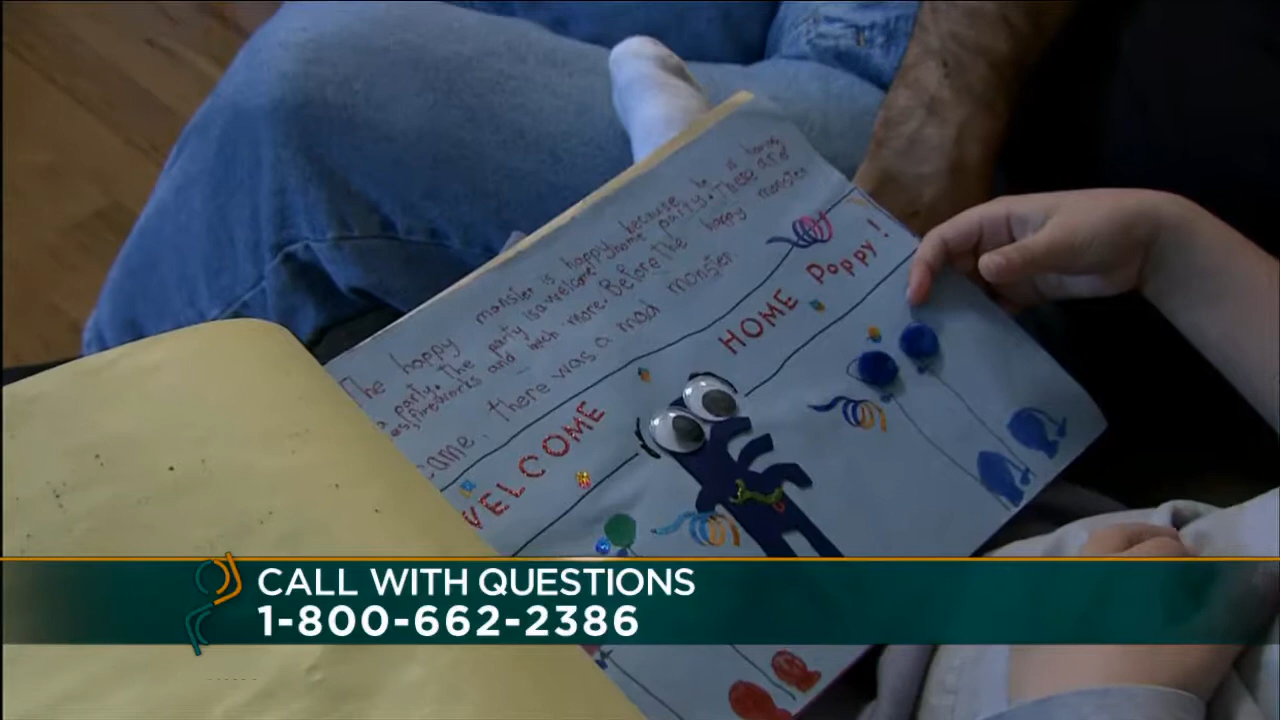 The happy monster is happy because he is
a party. The party is a welcome home party. There are
fireworks and much more. Before the happy monster
came, there was a mad monster.
WELCOME HOME Poppy!
CALL WITH QUESTIONS
1-800-662-2386